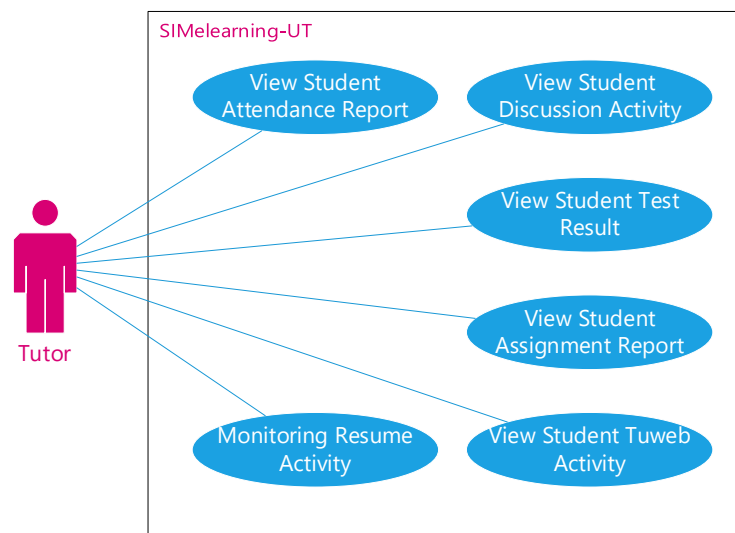 SIMelearning-UT
View Student
Attendance Report
View Student
Discussion Activity
View Student Test
Result
View Student
Assignment Report
Tutor
Monitoring Resume
Activity
View Student Tuweb
Activity